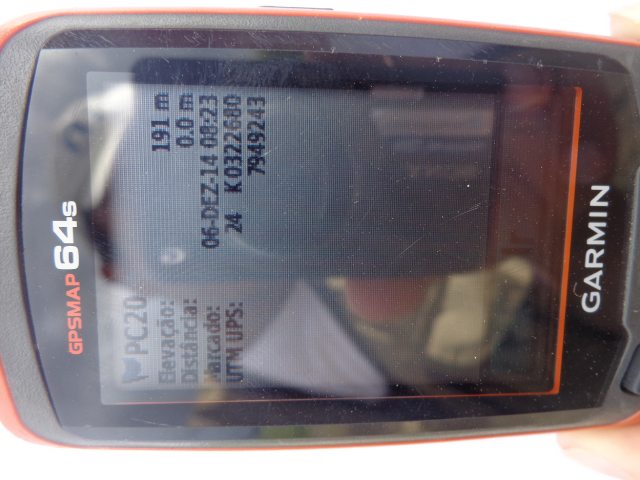 GPSMAP 64s
PC20
Elevação: 191 m
Distância: 0.0 m
Marcado: 06-DEZ-14 08:23
UTM UPS: 24 K 0322680
7949243
GARMIN